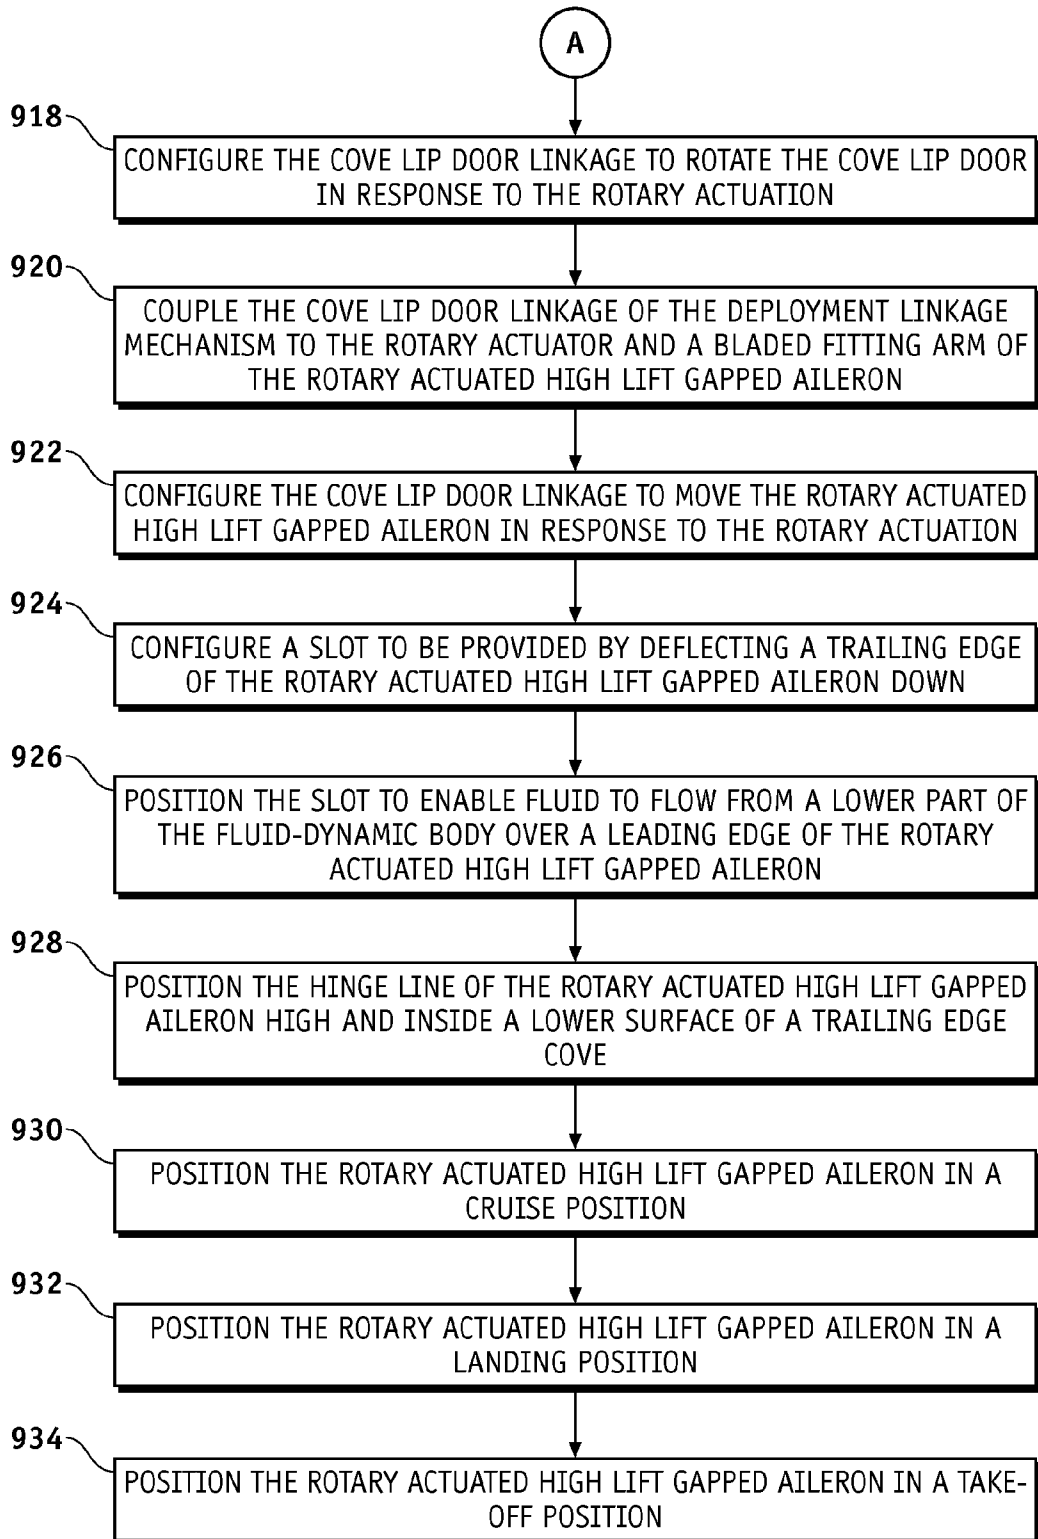 A
918
CONFIGURE THE COVE LIP DOOR LINKAGE TO ROTATE THE COVE LIP DOOR
IN RESPONSE TO THE ROTARY ACTUATION
920
COUPLE THE COVE LIP DOOR LINKAGE OF THE DEPLOYMENT LINKAGE
MECHANISM TO THE ROTARY ACTUATOR AND A BLADED FITTING ARM OF
THE ROTARY ACTUATED HIGH LIFT GAPPED AILERON
922
CONFIGURE THE COVE LIP DOOR LINKAGE TO MOVE THE ROTARY ACTUATED
HIGH LIFT GAPPED AILERON IN RESPONSE TO THE ROTARY ACTUATION
924
CONFIGURE A SLOT TO BE PROVIDED BY DEFLECTING A TRAILING EDGE
OF THE ROTARY ACTUATED HIGH LIFT GAPPED AILERON DOWN
926
POSITION THE SLOT TO ENABLE FLUID TO FLOW FROM A LOWER PART OF
THE FLUID-DYNAMIC BODY OVER A LEADING EDGE OF THE ROTARY
ACTUATED HIGH LIFT GAPPED AILERON
928
POSITION THE HINGE LINE OF THE ROTARY ACTUATED HIGH LIFT GAPPED
AILERON HIGH AND INSIDE A LOWER SURFACE OF A TRAILING EDGE
COVE
930
POSITION THE ROTARY ACTUATED HIGH LIFT GAPPED AILERON IN A
CRUISE POSITION
932
POSITION THE ROTARY ACTUATED HIGH LIFT GAPPED AILERON IN A
LANDING POSITION
934
POSITION THE ROTARY ACTUATED HIGH LIFT GAPPED AILERON IN A TAKE-
OFF POSITION